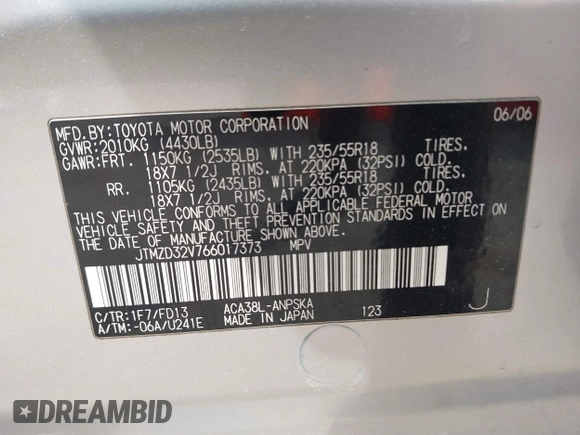 MFD.BY:TOYOTA MOTOR CORPORATION 06/06
GVWR:2010KG (4430LB)
GAWR:FRT. 1150KG (2535LB) WITH 235/55R18 TIRES,
18X7 1/2J RIMS, AT 220KPA (32PSI) COLD.
RR. 1105KG (2435LB) WITH 235/55R18 TIRES,
18X7 1/2J RIMS, AT 220KPA (32PSI) COLD.
THIS VEHICLE CONFORMS TO ALL APPLICABLE FEDERAL MOTOR
VEHICLE SAFETY AND THEFT PREVENTION STANDARDS IN EFFECT
ON THE DATE OF MANUFACTURE SHOWN ABOVE.
JTMZD32V766017373 MPV
C/TR:1F7/FD13 ACA38L-ANPSKA 123 J
A/TM:-06A/U241E MADE IN JAPAN
DREAMBID